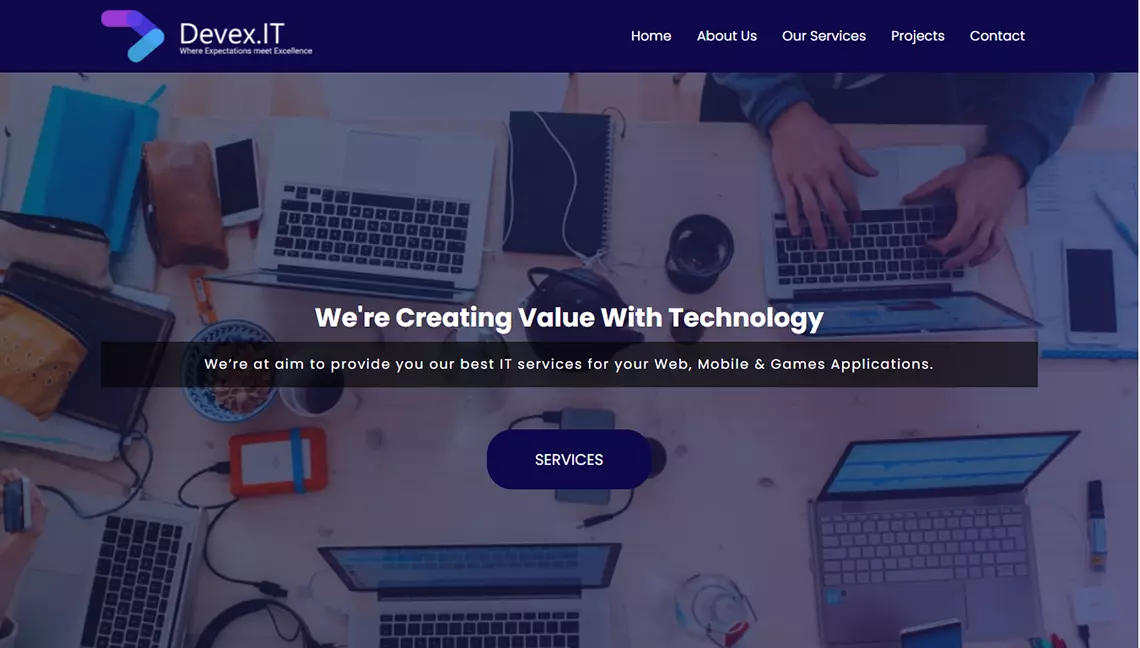 Devex.IT
Where Expectations meet Excellence
Home About Us Our Services Projects Contact
We're Creating Value With Technology
We’re at aim to provide you our best IT services for your Web, Mobile & Games Applications.
SERVICES